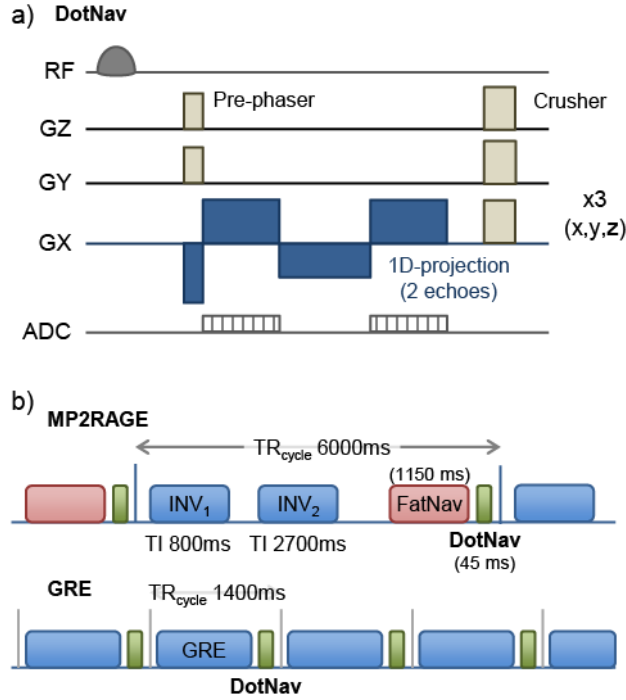 a)
DotNav
RF
Pre-phaser
Crusher
GZ
GY
x3
(x,y,z)
GX
1D-projection
(2 echoes)
ADC
b)
MP2RAGE
TRcycle 6000ms
(1150 ms)
INV1
INV2
FatNav
TI 800ms
TI 2700ms
DotNav
(45 ms)
GRE
TRcycle 1400ms
GRE
DotNav